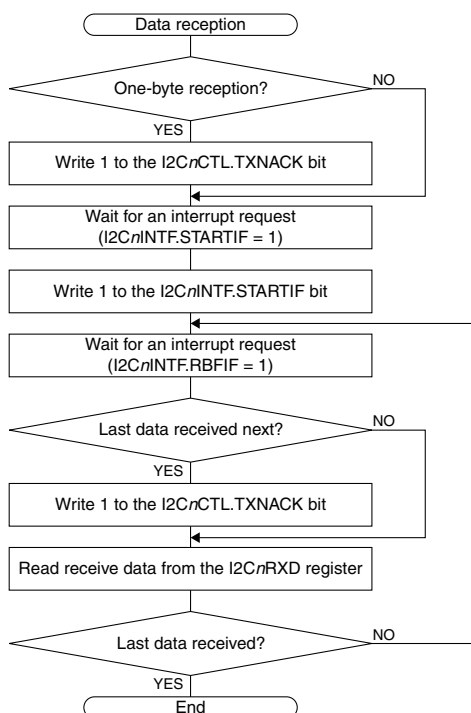 Data reception
One-byte reception?
NO
YES
Write 1 to the I2CnCTL.TXNACK bit
Wait for an interrupt request
(I2CnINTF.STARTIF = 1)
Write 1 to the I2CnINTF.STARTIF bit
Wait for an interrupt request
(I2CnINTF.RBFIF = 1)
Last data received next?
NO
YES
Write 1 to the I2CnCTL.TXNACK bit
Read receive data from the I2CnRXD register
Last data received?
NO
YES
End